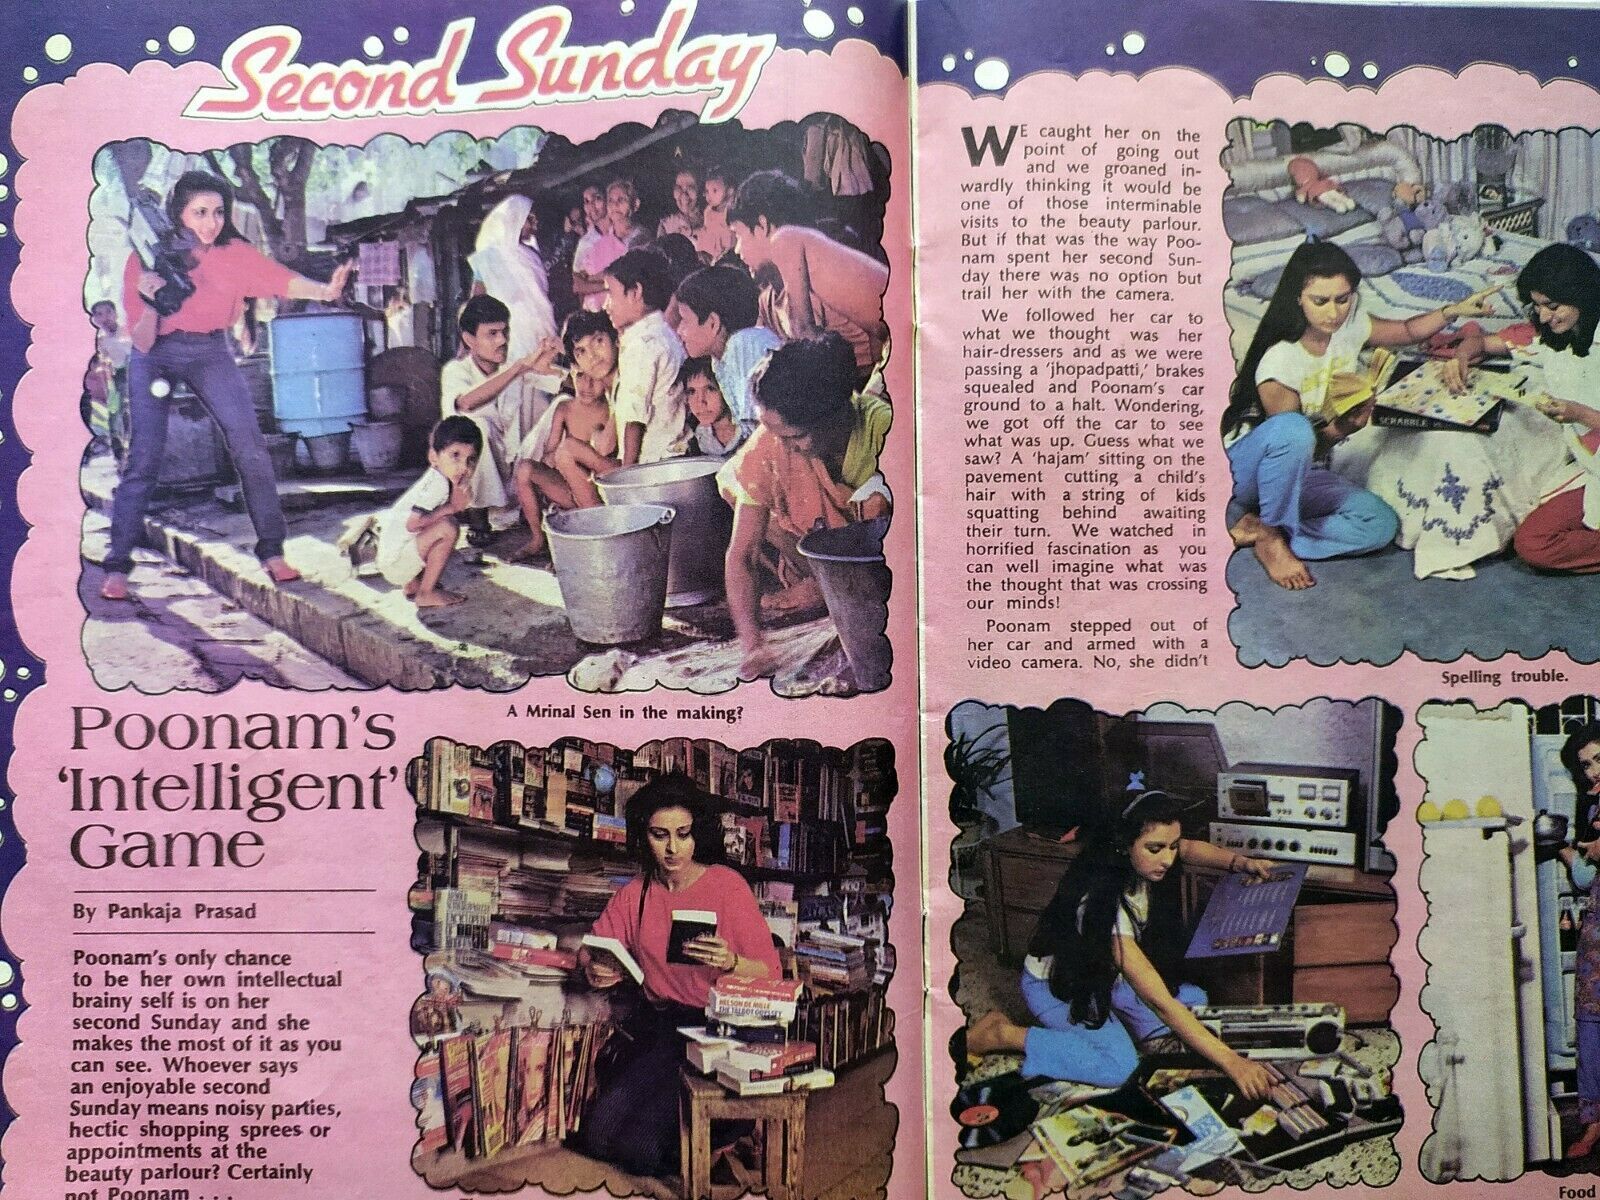 Second Sunday
A Mrinal Sen in the making?
Poonam's
'Intelligent'
Game
By Pankaja Prasad
Poonam's only chance
to be her own intellectual
brainy self is on her
second Sunday and she
makes the most of it as you
can see. Whoever says
an enjoyable second
Sunday means noisy parties,
hectic shopping sprees or
appointments at the
beauty parlour? Certainly
not Poonam . . .
NELSON DE MILLE
THE TALBOT ODYSSEY
WE caught her on the
point of going out
and we groaned in-
wardly thinking it would be
one of those interminable
visits to the beauty parlour.
But if that was the way Poo-
nam spent her second Sun-
day there was no option but
trail her with the camera.
We followed her car to
what we thought was her
hair-dressers and as we were
passing a 'jhopadpatti,' brakes
squealed and Poonam's car
ground to a halt. Wondering,
we got off the car to see
what was up. Guess what we
saw? A 'hajam' sitting on the
pavement cutting a child's
hair with a string of kids
squatting behind awaiting
their turn. We watched in
horrified fascination as you
can well imagine what was
the thought that was crossing
our minds!
Poonam stepped out of
her car and armed with a
video camera. No, she didn't
SCRABBLE
Spelling trouble.
Food